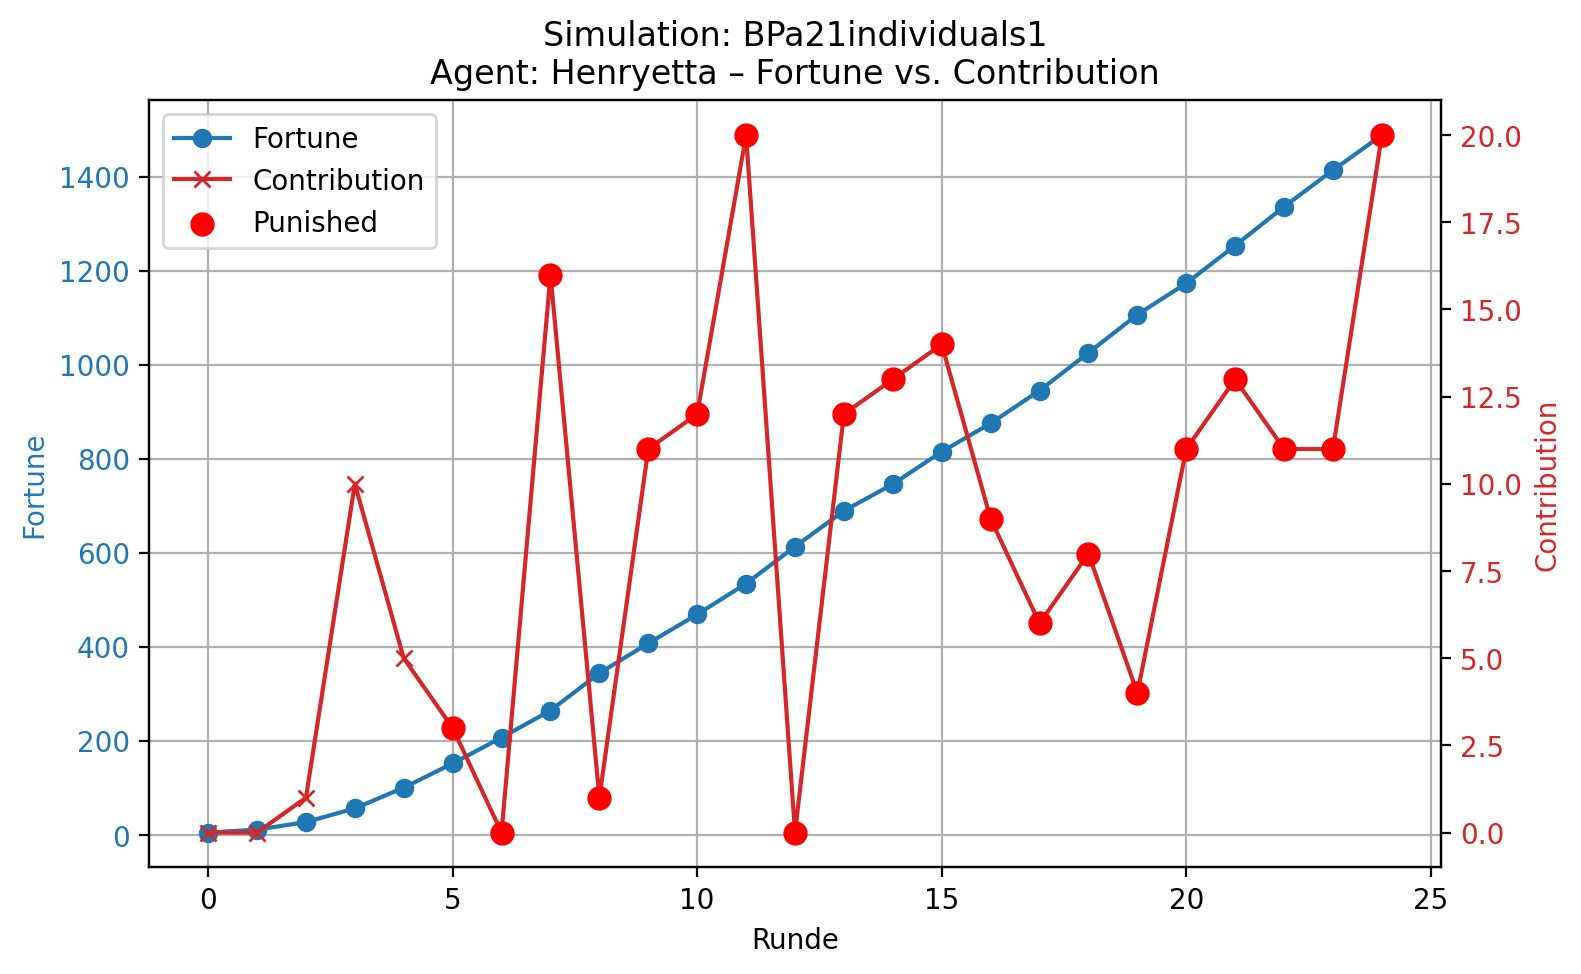 Simulation: BPa21individuals1
Agent: Henryetta – Fortune vs. Contribution
Fortune
Contribution
Punished
1400
1200
1000
800
600
400
200
0
Fortune
20.0
17.5
15.0
12.5
10.0
7.5
5.0
2.5
0.0
Contribution
0 5 10 15 20 25
Runde